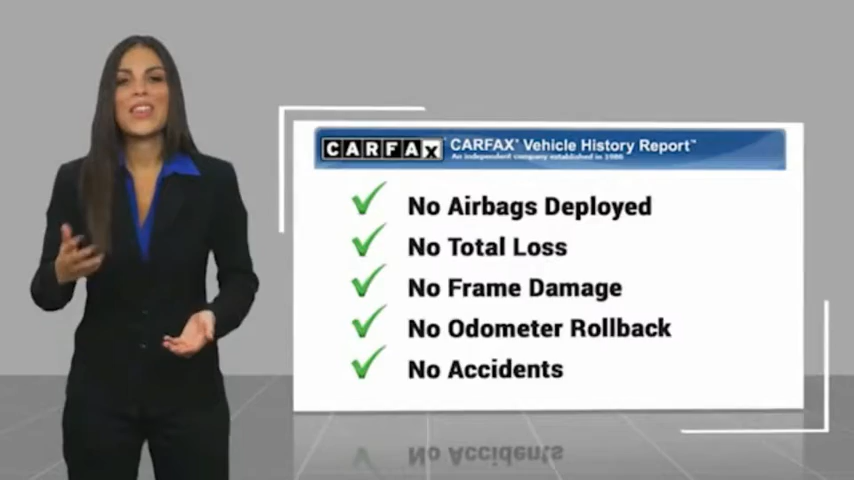 CARFAX CARFAX® Vehicle History Report™
An independent company established in 1986
No Airbags Deployed
No Total Loss
No Frame Damage
No Odometer Rollback
No Accidents
No Accidents